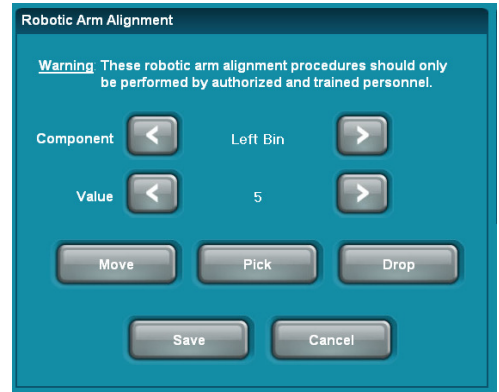 Robotic Arm Alignment
Warning: These robotic arm alignment procedures should only
be performed by authorized and trained personnel.
Component < Left Bin >
Value < 5 >
Move Pick Drop
Save Cancel